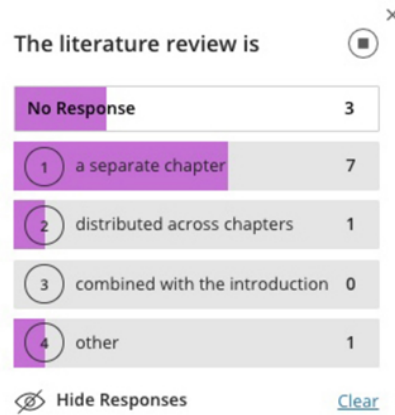 The literature review is
No Response 3
1 a separate chapter 7
2 distributed across chapters 1
3 combined with the introduction 0
4 other 1
Hide Responses Clear